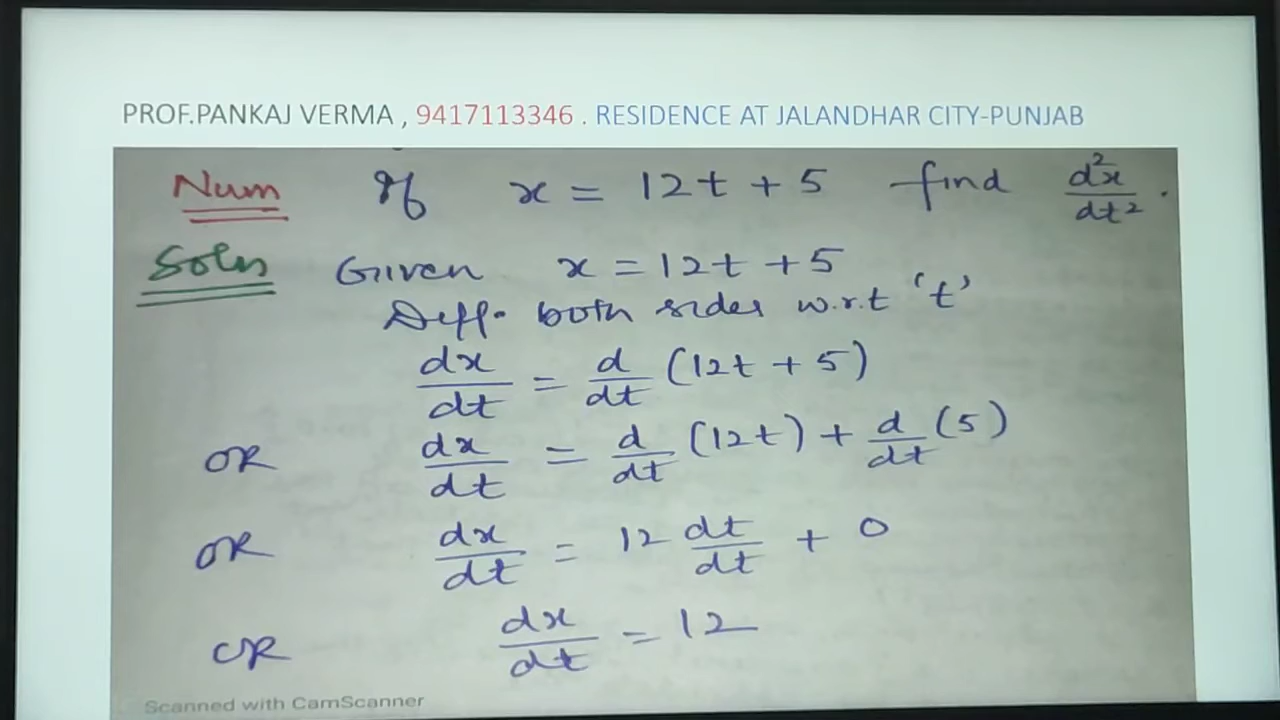 PROF.PANKAJ VERMA , 9417113346 . RESIDENCE AT JALANDHAR CITY-PUNJAB
Num If x = 12t + 5 find d²x/dt² .
Soln Given x = 12t + 5
Diff. both sides w.r.t 't'
dx/dt = d/dt (12t + 5)
OR dx/dt = d/dt (12t) + d/dt (5)
OR dx/dt = 12 dt/dt + 0
OR dx/dt = 12
Scanned with CamScanner